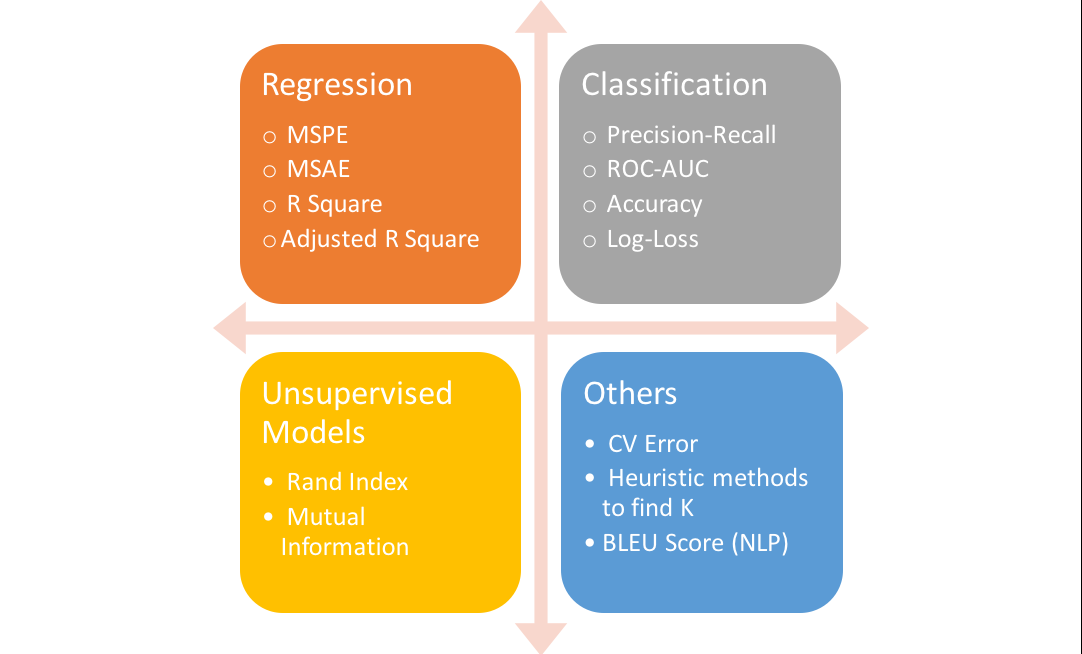 Regression
○ MSPE
○ MSAE
○ R Square
○ Adjusted R Square
Classification
○ Precision-Recall
○ ROC-AUC
○ Accuracy
○ Log-Loss
Unsupervised
Models
• Rand Index
• Mutual
Information
Others
• CV Error
• Heuristic methods
to find K
• BLEU Score (NLP)